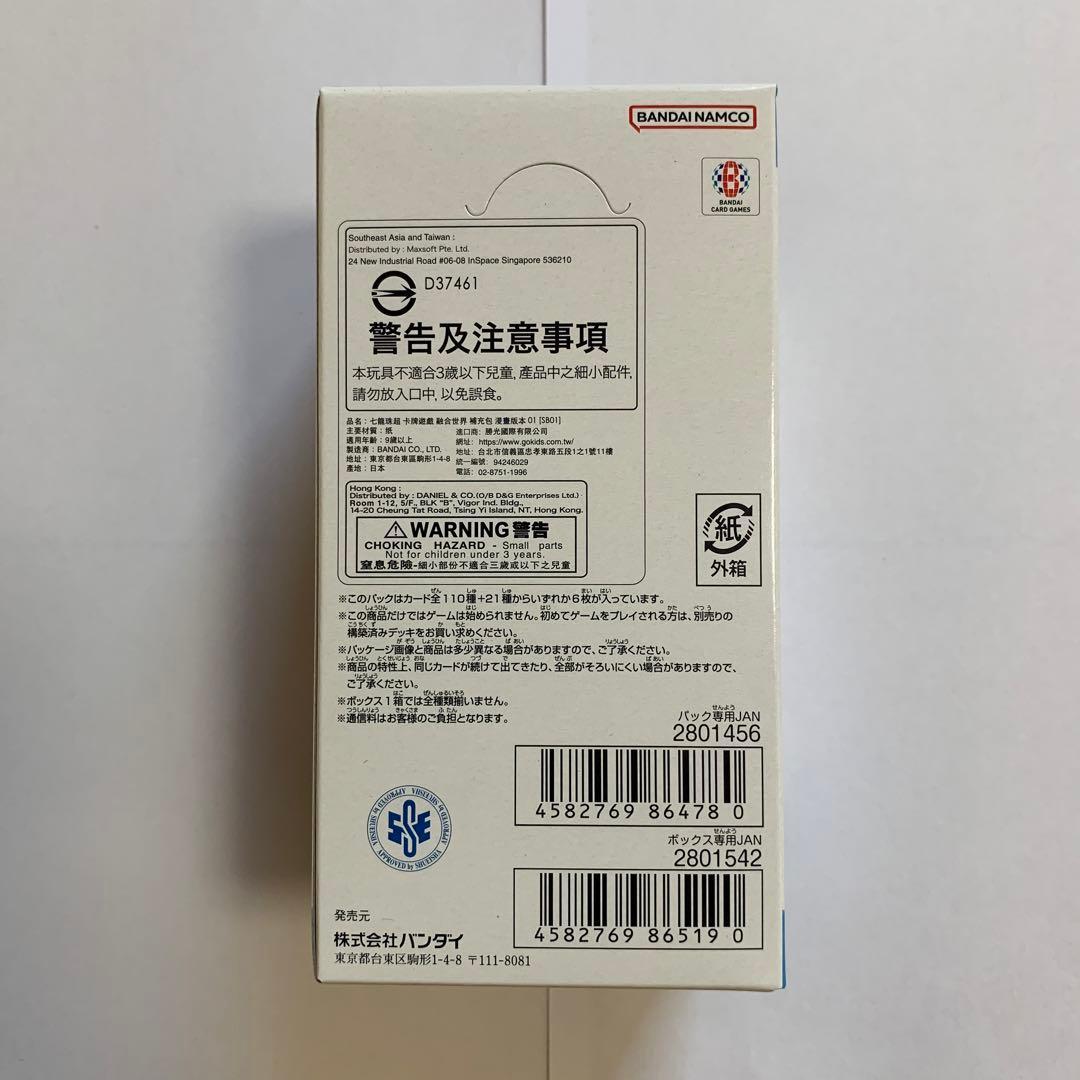 BANDAI NAMCO
BANDAI
CARD GAMES
Southeast Asia and Taiwan :
Distributed by : Maxsoft Pte. Ltd.
24 New Industrial Road #06-08 InSpace Singapore 536210
D37461
警告及注意事項
本玩具不適合3歲以下兒童, 產品中之細小配件,
請勿放入口中, 以免誤食。
品名：七龍珠超 卡牌遊戲 融合世界 補充包 漫畫版本 01 [SB01]
主要材質：紙
適用年齡：9歲以上
製造商：BANDAI CO., LTD.
地址：東京都台東區駒形1-4-8
產地：日本
進口商：勝光國際有限公司
網址：https://www.gokids.com.tw/
地址：台北市信義區忠孝東路五段1之1號11樓
統一編號：94246029
電話：02-8751-1996
Hong Kong :
Distributed by : DANIEL & CO.(O/B D&G Enterprises Ltd.)
Room 1-12, 5/F., BLK "B", Vigor Ind. Bldg.,
14-20 Cheung Tat Road, Tsing Yi Island, NT, Hong Kong.
⚠WARNING 警告
CHOKING HAZARD - Small parts
Not for children under 3 years.
窒息危險-細小部份不適合三歲或以下之兒童
紙
外箱
※このパックはカード全110種+21種からいずれか6枚が入っています。
※この商品だけではゲームは始められません。初めてゲームをプレイされる方は、別売りの
構築済みデッキをお買い求めください。
※パッケージ画像と商品は多少異なる場合がありますので、ご了承ください。
※商品の特性上、同じカードが続けて出てきたり、全部がそろいにくい場合がありますので、
ご了承ください。
※ボックス1箱では全種類揃いません。
※通信料はお客様のご負担となります。
パック専用JAN
2801456
4582769 864780
ボックス専用JAN
2801542
4582769 865190
APPROVED by SHUEISHA
発売元
株式会社バンダイ
東京都台東区駒形1-4-8 〒111-8081